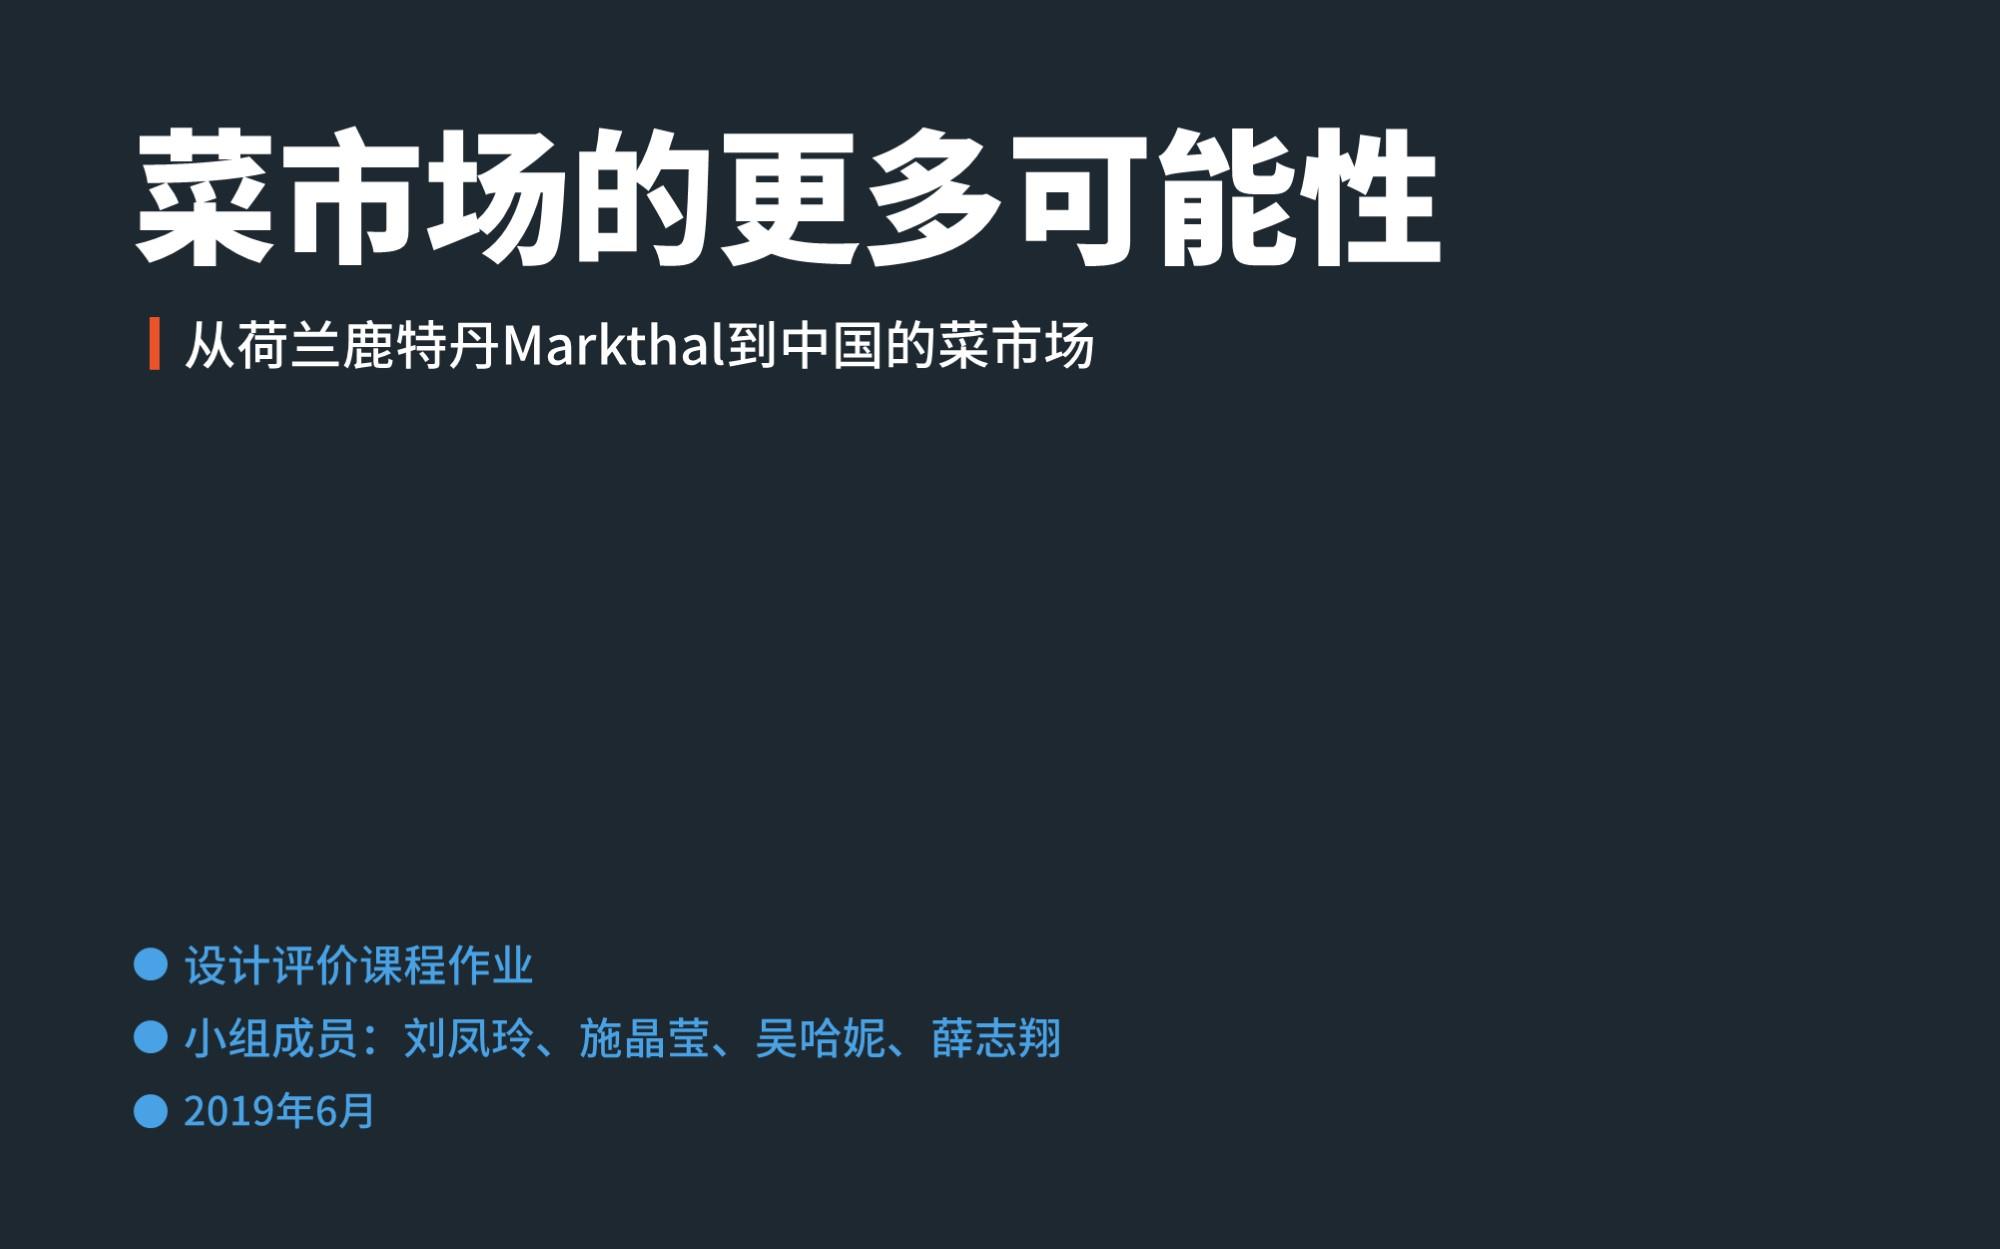 菜市场的更多可能性
从荷兰鹿特丹Markthal到中国的菜市场
设计评价课程作业
小组成员：刘凤玲、施晶莹、吴哈妮、薛志翔
2019年6月